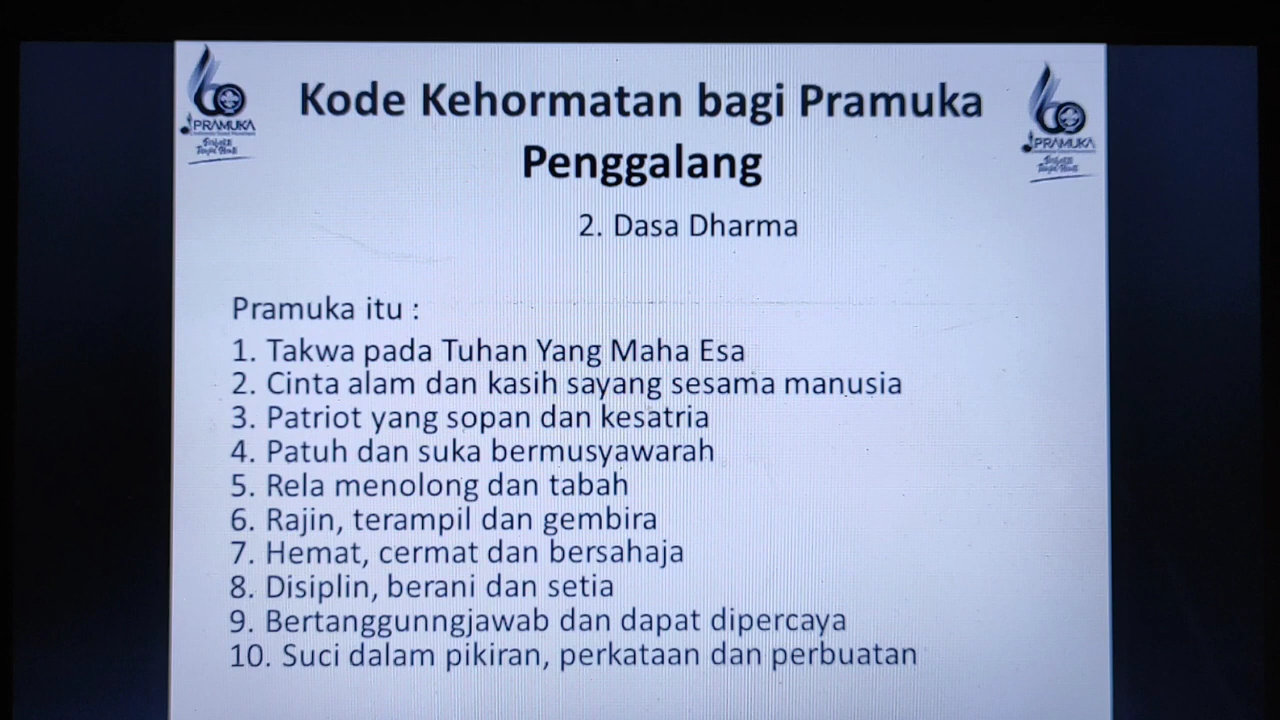 Kode Kehormatan bagi Pramuka
Penggalang
PRAMUKA
PRAMUKA
2. Dasa Dharma
Pramuka itu :
1. Takwa pada Tuhan Yang Maha Esa
2. Cinta alam dan kasih sayang sesama manusia
3. Patriot yang sopan dan kesatria
4. Patuh dan suka bermusyawarah
5. Rela menolong dan tabah
6. Rajin, terampil dan gembira
7. Hemat, cermat dan bersahaja
8. Disiplin, berani dan setia
9. Bertanggunngjawab dan dapat dipercaya
10. Suci dalam pikiran, perkataan dan perbuatan